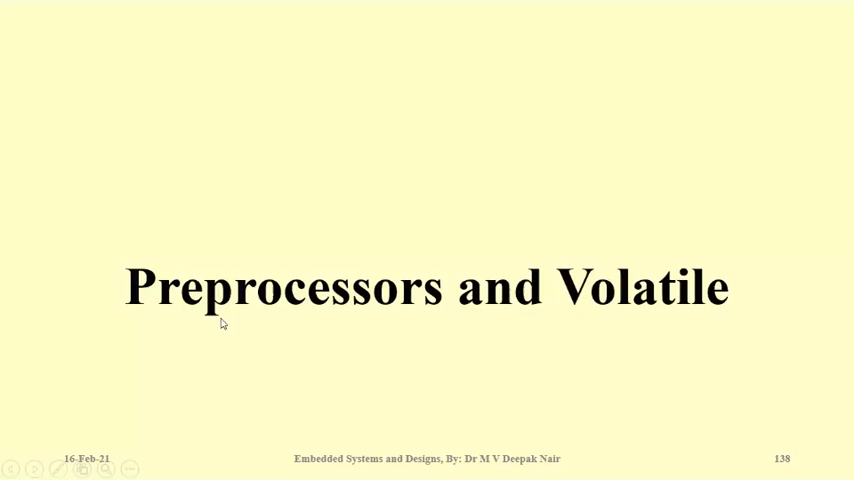 Preprocessors and Volatile
16-Feb-21
Embedded Systems and Designs, By: Dr M V Deepak Nair
138